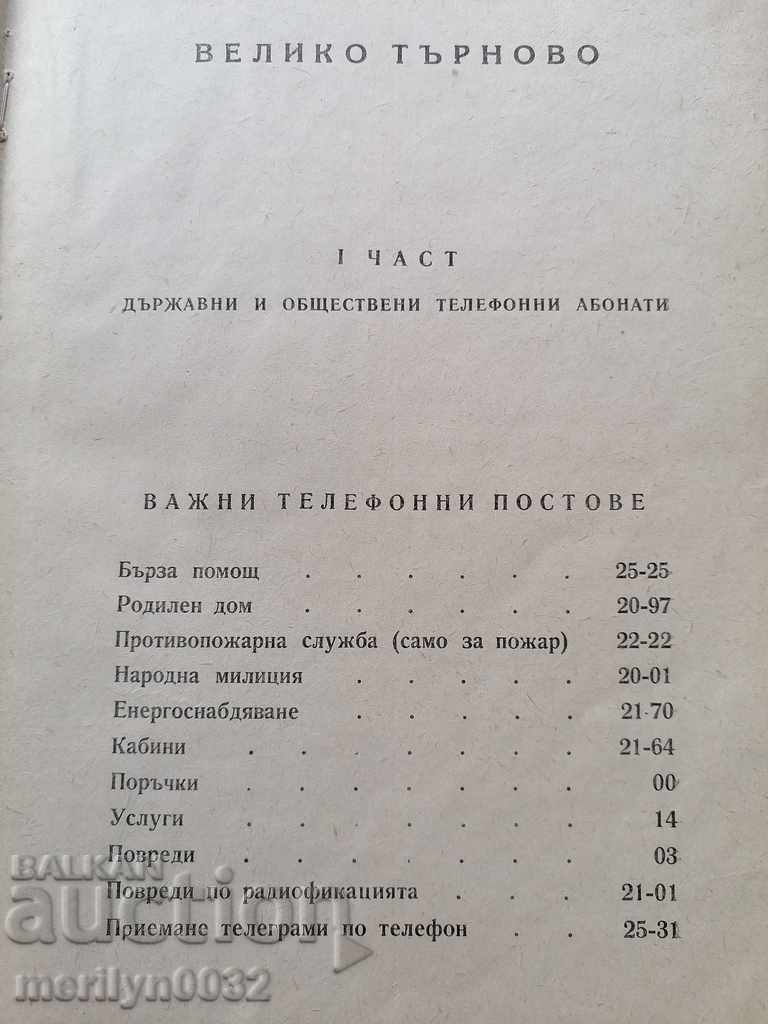 ВЕЛИКО ТЪРНОВО
I ЧАСТ
ДЪРЖАВНИ И ОБЩЕСТВЕНИ ТЕЛЕФОННИ АБОНАТИ
ВАЖНИ ТЕЛЕФОННИ ПОСТОВЕ
Бърза помощ . . . . . . 25-25
Родилен дом . . . . . . 20-97
Противопожарна служба (само за пожар) 22-22
Народна милиция . . . . . 20-01
Енергоснабдяване . . . . . 21-70
Кабини . . . . . . . 21-64
Поръчки . . . . . . . 00
Услуги . . . . . . . 14
Повреди . . . . . . . 03
Повреди по радиофикацията . . . 21-01
Приемане телеграми по телефон . . 25-31
BALKAN
auction
merilyn0032